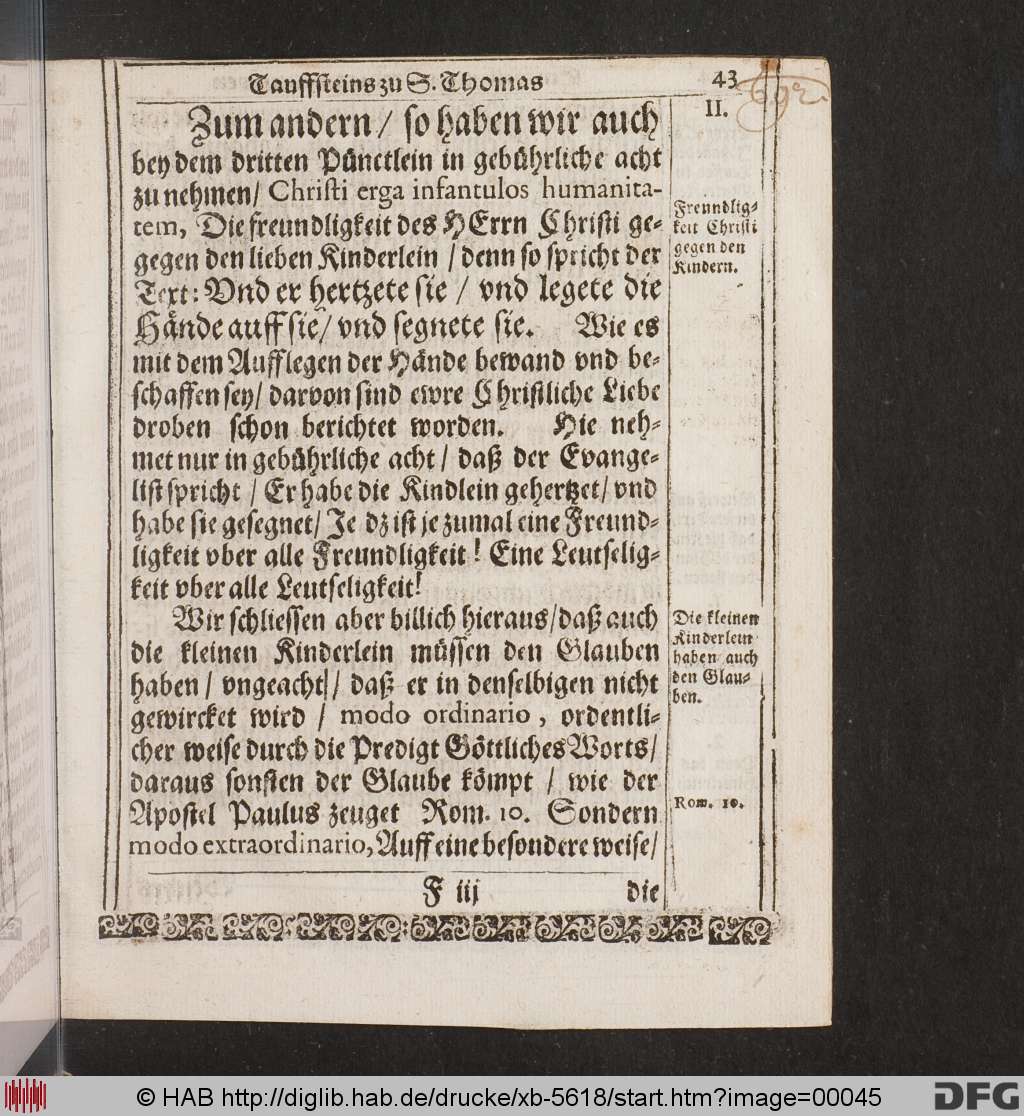 Tauffsteins zu S. Thomas 43
II.
Zum andern / so haben wir auch
bey dem dritten Pünctlein in gebührliche acht
zu nehmen / Christi erga infantulos humanita-
tem, Die freundligkeit des HErrn Christi ge-
gegen den lieben Kinderlein / denn so spricht der
Text: Vnd er hertzete sie / vnd legete die
Hände auff sie / vnd segnete sie. Wie es
mit dem Aufflegen der Hände bewand vnd be-
schaffen sey / darvon sind ewre Christliche Liebe
droben schon berichtet worden. Hie neh-
met nur in gebührliche acht / daß der Evange-
list spricht / Er habe die Kindlein gehertzet / vnd
habe sie gesegnet / Je dz ist je zumal eine Freund-
ligkeit vber alle Freundligkeit! Eine Leutselig-
keit vber alle Leutseligkeit!
Wir schliessen aber billich hieraus / daß auch
die kleinen Kinderlein müssen den Glauben
haben / vngeacht / daß er in denselbigen nicht
gewircket wird / modo ordinario, ordentli-
cher weise durch die Predigt Göttliches Worts /
daraus sonsten der Glaube kömpt / wie der
Apostel Paulus zeuget Rom. 10. Sondern
modo extraordinario, Auff eine besondere weise /
F iij die
Freundlig-
keit Christi
gegen den
Kindern.
Die kleinen
Kinderlein
haben auch
den Glau-
ben.
Rom. 10.
© HAB http://diglib.hab.de/drucke/xb-5618/start.htm?image=00045
DFG